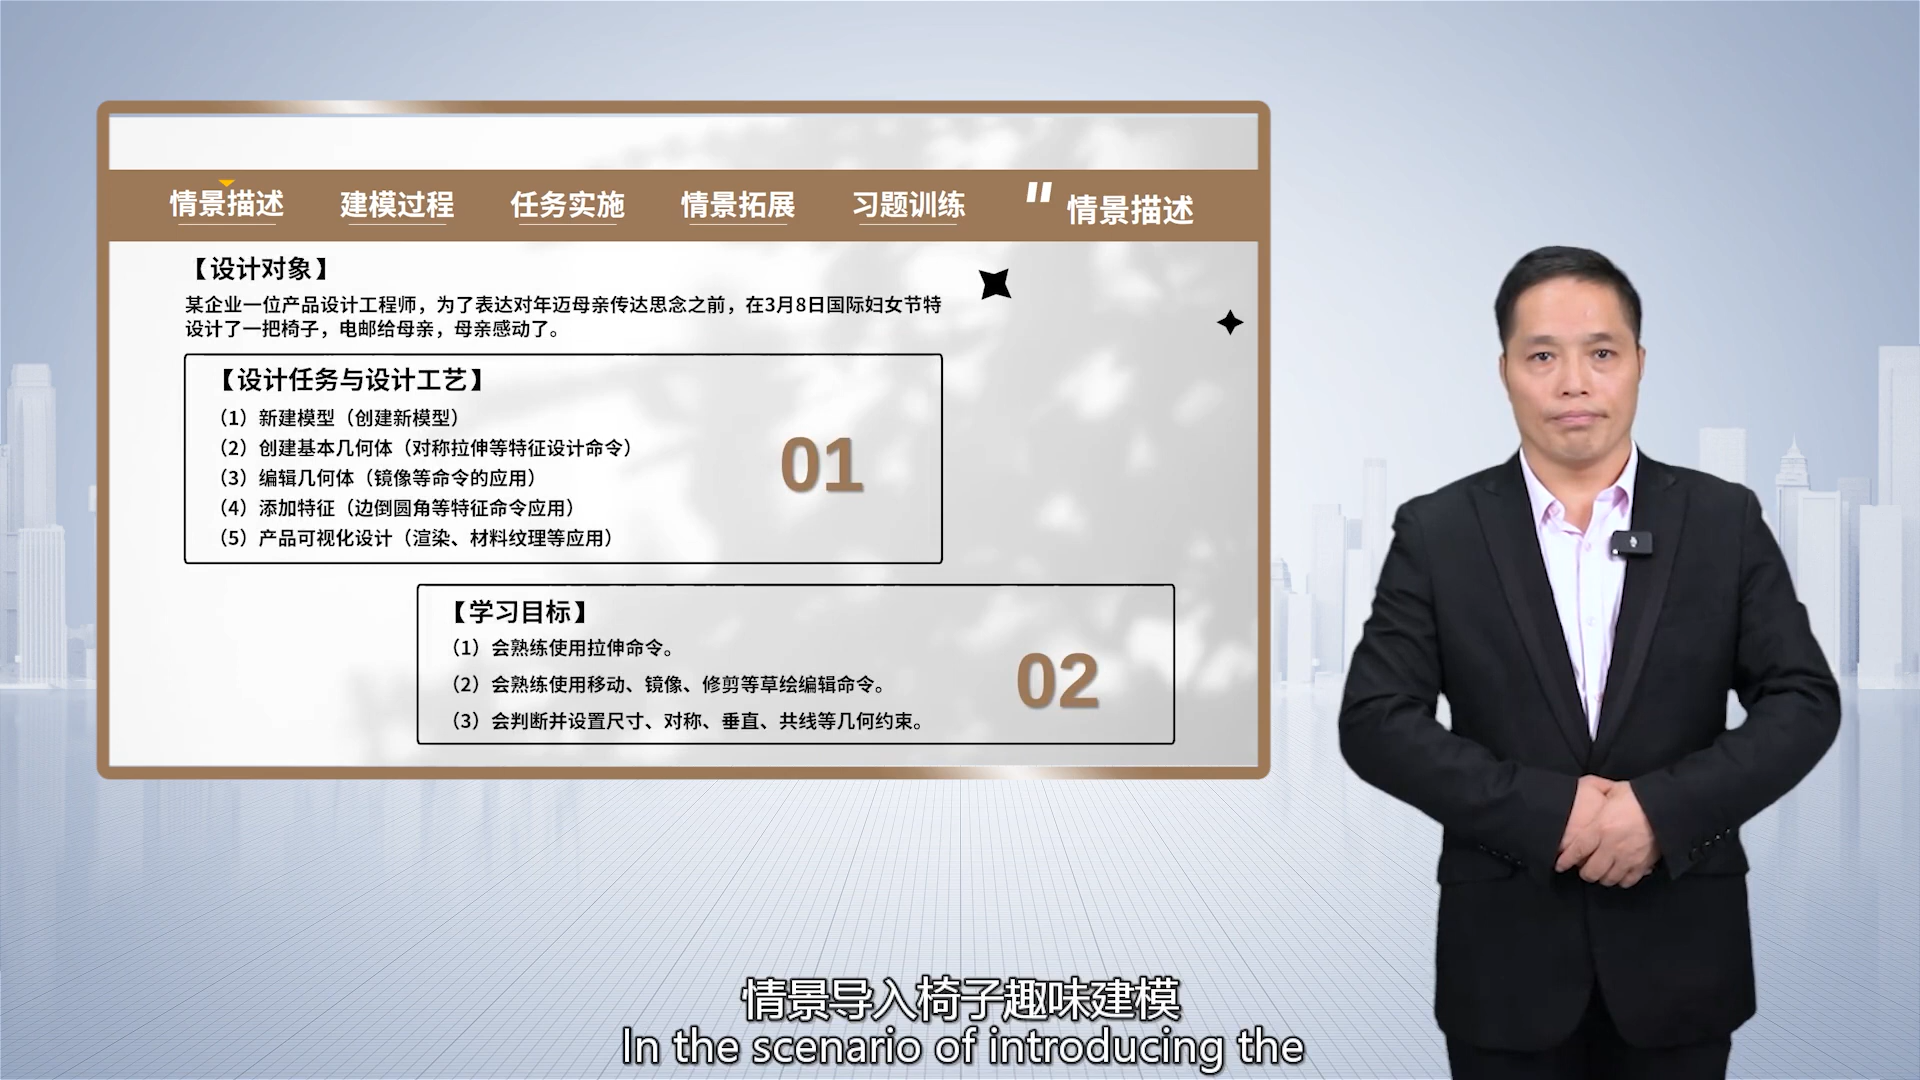 情景描述 建模过程 任务实施 情景拓展 习题训练 " 情景描述
【设计对象】
某企业一位产品设计工程师，为了表达对年迈母亲传达思念之前，在3月8日国际妇女节特
设计了一把椅子，电邮给母亲，母亲感动了。
【设计任务与设计工艺】
（1）新建模型（创建新模型）
（2）创建基本几何体（对称拉伸等特征设计命令）
（3）编辑几何体（镜像等命令的应用）
（4）添加特征（边倒圆角等特征命令应用）
（5）产品可视化设计（渲染、材料纹理等应用）
01
【学习目标】
（1）会熟练使用拉伸命令。
（2）会熟练使用移动、镜像、修剪等草绘编辑命令。
（3）会判断并设置尺寸、对称、垂直、共线等几何约束。
02
情景导入椅子趣味建模
In the scenario of introducing the